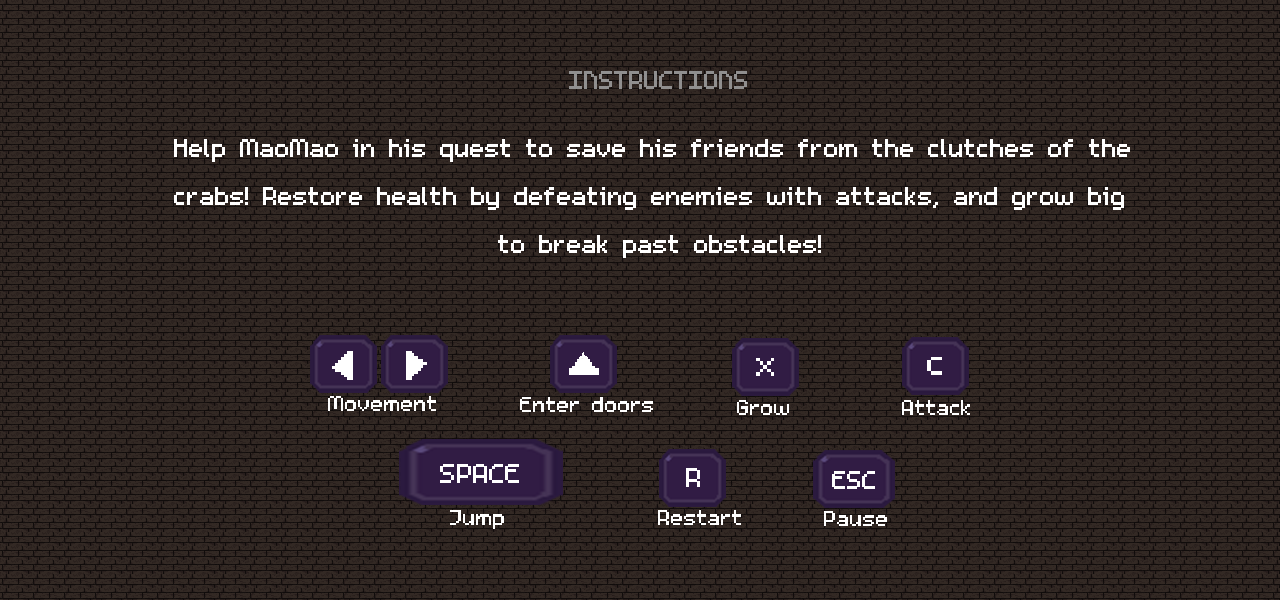 INSTRUCTIONS
Help MaoMao in his quest to save his friends from the clutches of the
crabs! Restore health by defeating enemies with attacks, and grow big
to break past obstacles!
X C
Movement Enter doors Grow Attack
SPACE R ESC
Jump Restart Pause